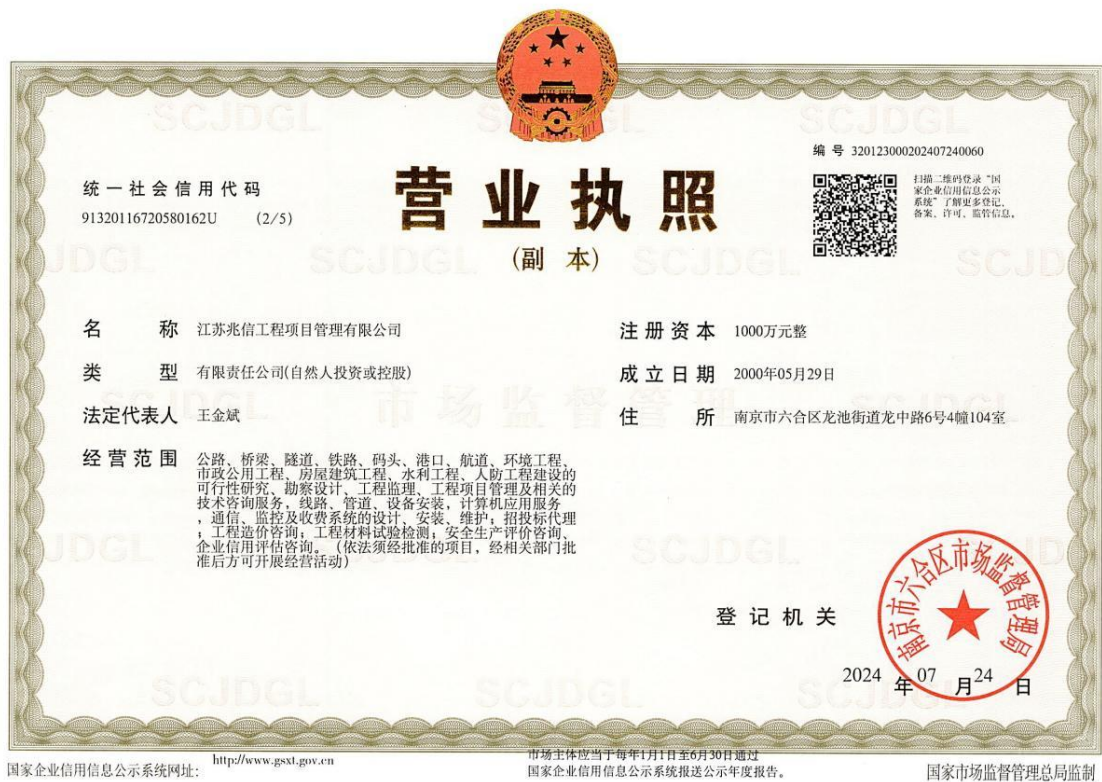 编 号 320123000202407240060
统一社会信用代码
91320116720580162U (2/5)
营业执照
(副 本)
扫描二维码登录“国
家企业信用信息公示
系统”了解更多登记、
备案、许可、监管信息。
名 称 江苏兆信工程项目管理有限公司
类 型 有限责任公司(自然人投资或控股)
法定代表人 王金斌
经营范围 公路、桥梁、隧道、铁路、码头、港口、航道、环境工程、
市政公用工程、房屋建筑工程、水利工程、人防工程建设的
可行性研究、勘察设计、工程监理、工程项目管理及相关的
技术咨询服务，线路、管道、设备安装，计算机应用服务
，通信、监控及收费系统的设计、安装、维护；招投标代理
；工程造价咨询；工程材料试验检测；安全生产评价咨询、
企业信用评估咨询。（依法须经批准的项目，经相关部门批
准后方可开展经营活动）
注册资本 1000万元整
成立日期 2000年05月29日
住 所 南京市六合区龙池街道龙中路6号4幢104室
市场监督管理
SCJDGL
登记机关
南京市六合区市场监督管理局
2024 年 07 月 24 日
国家企业信用信息公示系统网址: http://www.gsxt.gov.cn
市场主体应当于每年1月1日至6月30日通过
国家企业信用信息公示系统报送公示年度报告。
国家市场监督管理总局监制